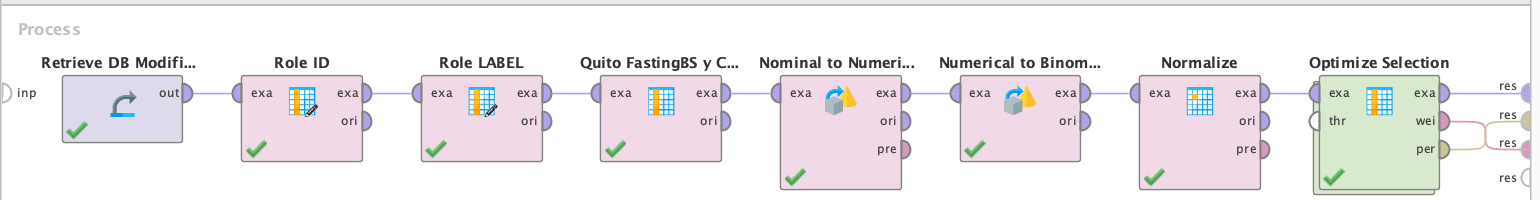 Process
Retrieve DB Modifi...
Role ID
Role LABEL
Quito FastingBS y C...
Nominal to Numeri...
Numerical to Binom...
Normalize
Optimize Selection
inp
out
exa exa
ori
exa exa
ori
exa exa
ori
exa exa
ori
pre
exa exa
ori
exa exa
ori
pre
exa exa
thr wei
per
res
res
res
res